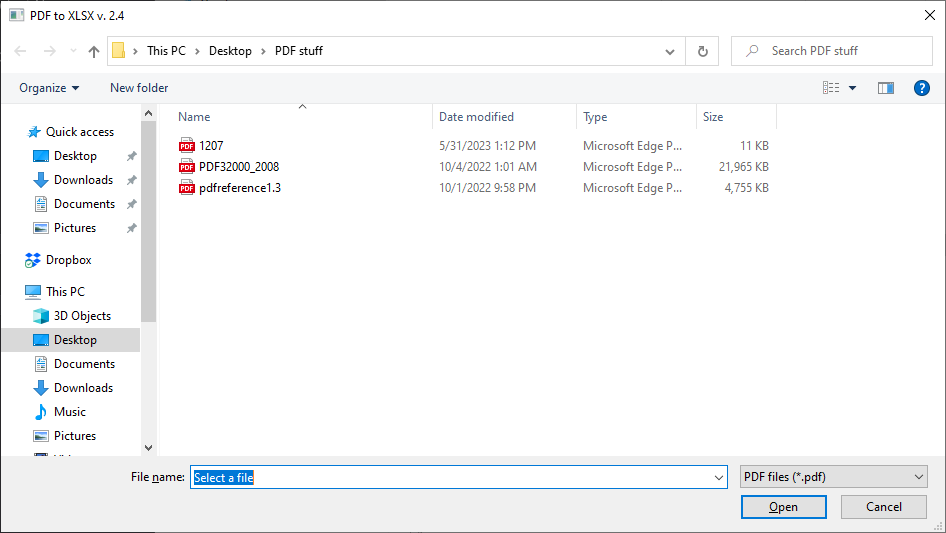 PDF to XLSX v. 2.4
This PC > Desktop > PDF stuff
Search PDF stuff
Organize
New folder
Quick access
Desktop
Downloads
Documents
Pictures
Dropbox
This PC
3D Objects
Desktop
Documents
Downloads
Music
Pictures
Name Date modified Type Size
1207 5/31/2023 1:12 PM Microsoft Edge P... 11 KB
PDF32000_2008 10/4/2022 1:01 AM Microsoft Edge P... 21,965 KB
pdfreference1.3 10/1/2022 9:58 PM Microsoft Edge P... 4,755 KB
File name: Select a file
PDF files (*.pdf)
Open
Cancel